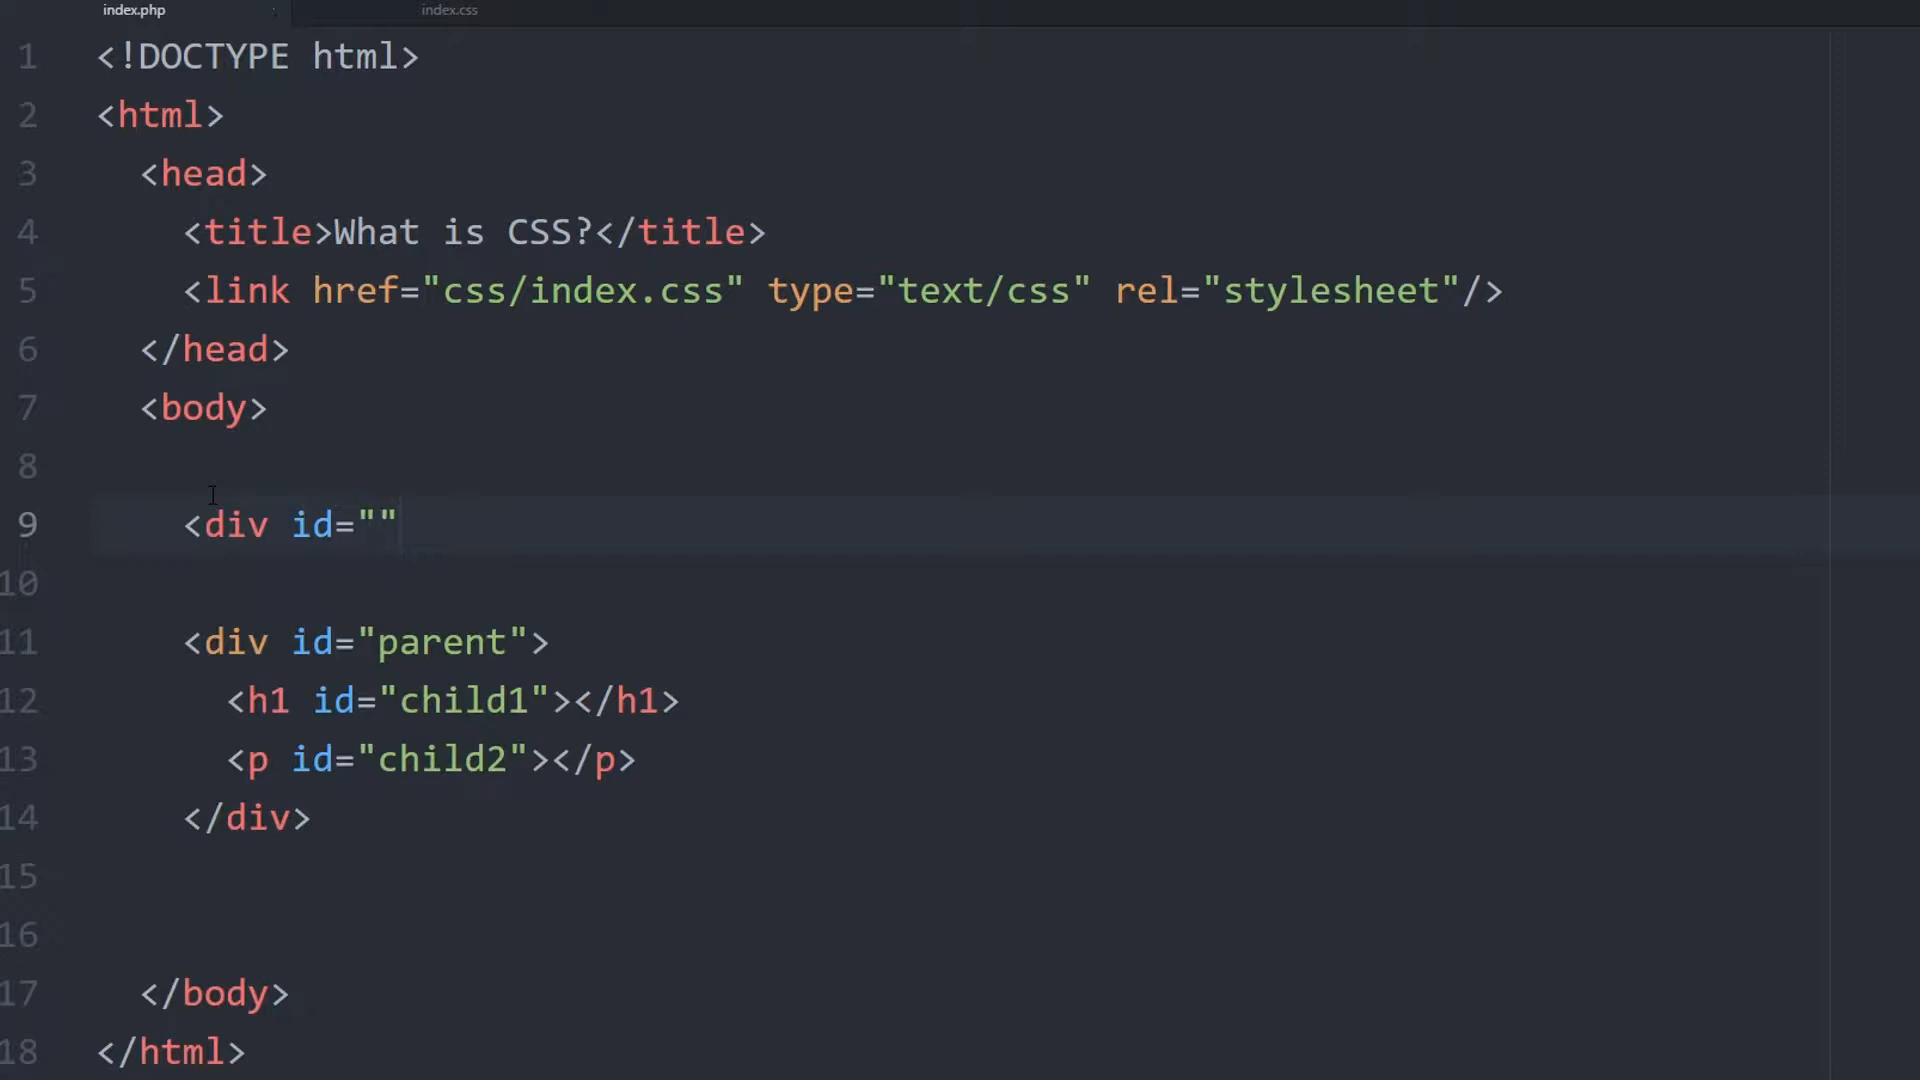 index.php index.css
1 <!DOCTYPE html>
2 <html>
3 <head>
4 <title>What is CSS?</title>
5 <link href="css/index.css" type="text/css" rel="stylesheet"/>
6 </head>
7 <body>
8
9 <div id=""
10
11 <div id="parent">
12 <h1 id="child1"></h1>
13 <p id="child2"></p>
14 </div>
15
16
17 </body>
18 </html>